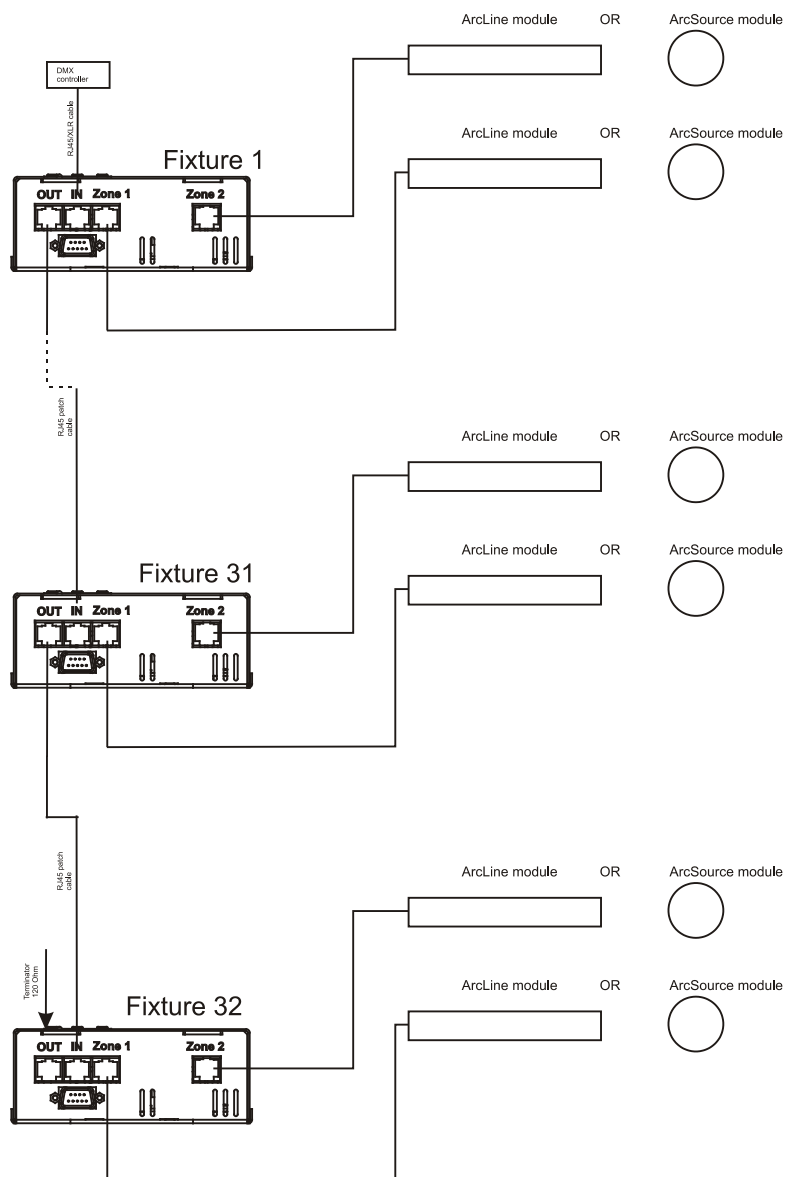 ArcLine module OR ArcSource module
DMX
controller
RJ45/XLR cable
ArcLine module OR ArcSource module
Fixture 1
OUT IN Zone 1 Zone 2
RJ45 patch
cable
ArcLine module OR ArcSource module
ArcLine module OR ArcSource module
Fixture 31
OUT IN Zone 1 Zone 2
RJ45 patch
cable
ArcLine module OR ArcSource module
Terminator
120 Ohm
ArcLine module OR ArcSource module
Fixture 32
OUT IN Zone 1 Zone 2